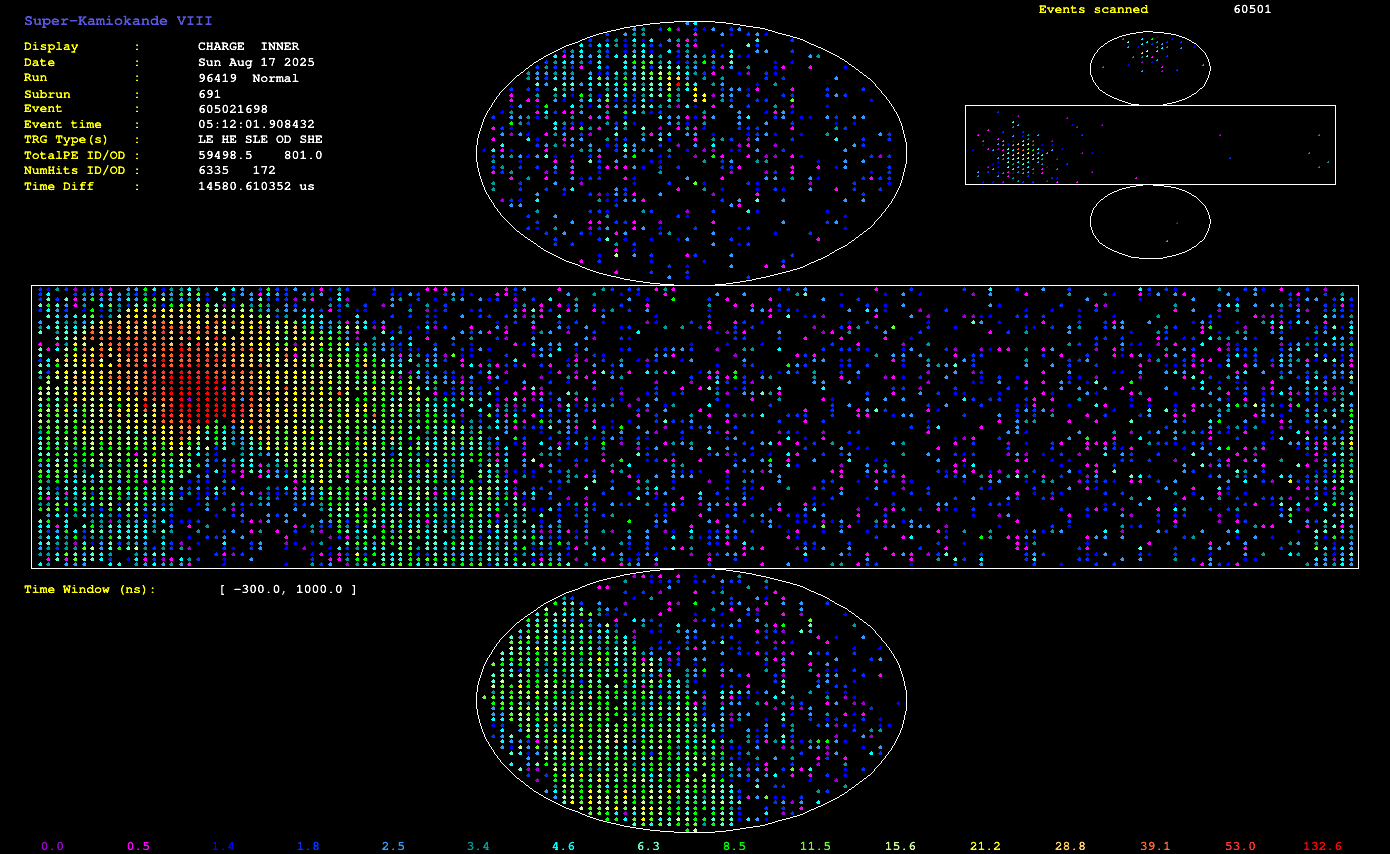 Super-Kamiokande VIII
Events scanned 60501
Display : CHARGE INNER
Date : Sun Aug 17 2025
Run : 96419 Normal
Subrun : 691
Event : 605021698
Event time : 05:12:01.908432
TRG Type(s) : LE HE SLE OD SHE
TotalPE ID/OD : 59498.5 801.0
NumHits ID/OD : 6335 172
Time Diff : 14580.610352 us
Time Window (ns): [ -300.0, 1000.0 ]
0.0 0.5 1.4 1.8 2.5 3.4 4.6 6.3 8.5 11.5 15.6 21.2 28.8 39.1 53.0 132.6